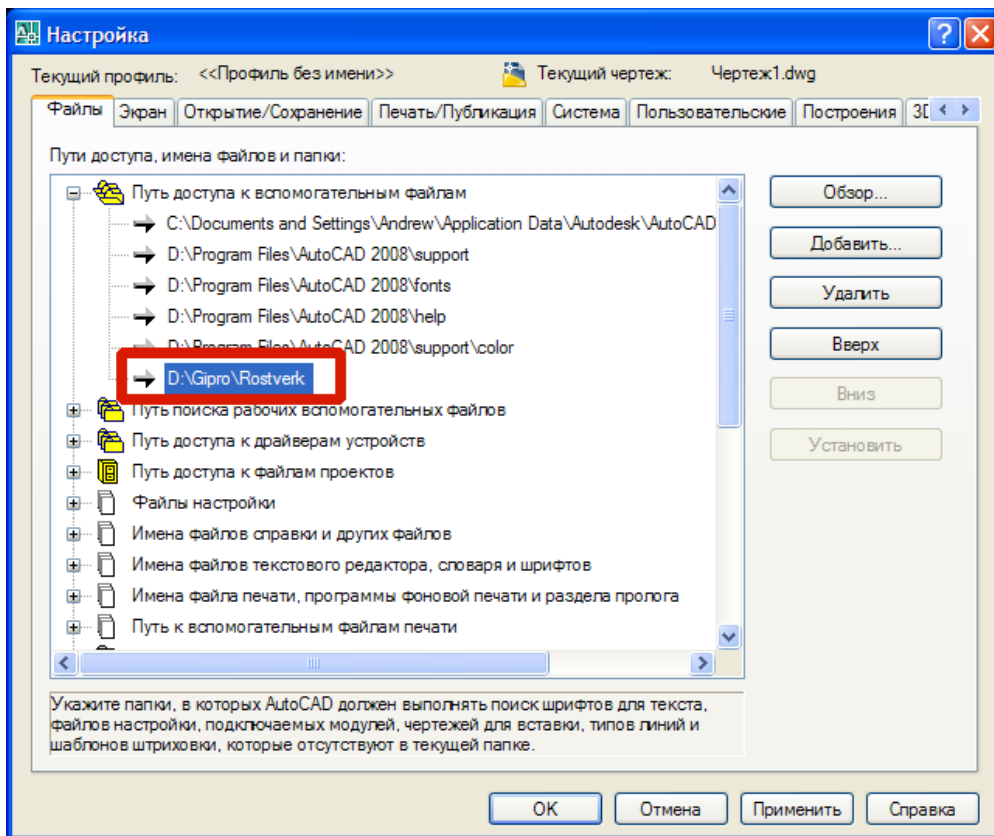 Настройка
Текущий профиль: <<Профиль без имени>> Текущий чертеж: Чертеж1.dwg
Файлы Экран Открытие/Сохранение Печать/Публикация Система Пользовательские Построения
Пути доступа, имена файлов и папки:
Путь доступа к вспомогательным файлам
C:\Documents and Settings\Andrew\Application Data\Autodesk\AutoCAD
D:\Program Files\AutoCAD 2008\support
D:\Program Files\AutoCAD 2008\fonts
D:\Program Files\AutoCAD 2008\help
D:\Program Files\AutoCAD 2008\support\color
D:\Gipro\Rostverk
Путь поиска рабочих вспомогательных файлов
Путь доступа к драйверам устройств
Путь доступа к файлам проектов
Файлы настройки
Имена файлов справки и других файлов
Имена файлов текстового редактора, словаря и шрифтов
Имена файла печати, программы фоновой печати и раздела пролога
Путь к вспомогательным файлам печати
Обзор...
Добавить...
Удалить
Вверх
Вниз
Установить
Укажите папки, в которых AutoCAD должен выполнять поиск шрифтов для текста,
файлов настройки, подключаемых модулей, чертежей для вставки, типов линий и
шаблонов штриховки, которые отсутствуют в текущей папке.
OK Отмена Применить Справка